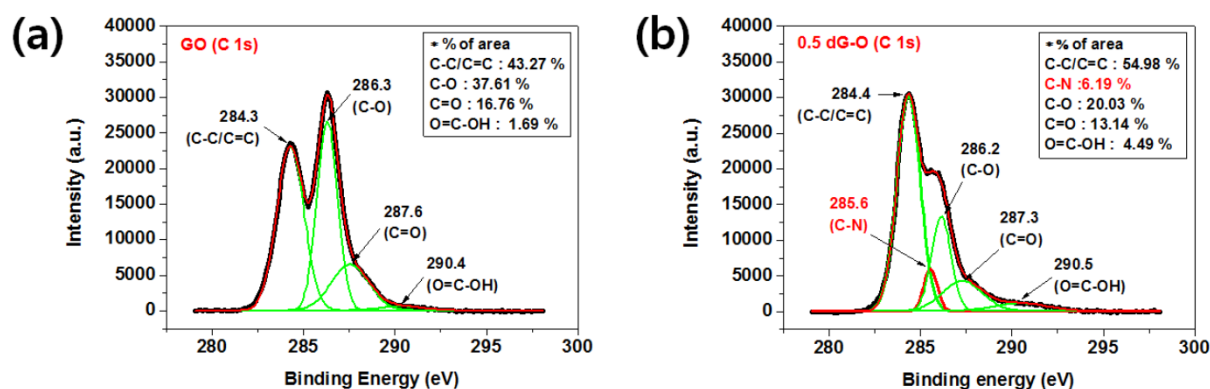 (a)
GO (C 1s)
* % of area
C-C/C=C : 43.27 %
C-O : 37.61 %
C=O : 16.76 %
O=C-OH : 1.69 %
284.3
(C-C/C=C)
286.3
(C-O)
287.6
(C=O)
290.4
(O=C-OH)
40000
35000
30000
25000
20000
15000
10000
5000
0
Intensity (a.u.)
280
285
290
295
300
Binding Energy (eV)
(b)
0.5 dG-O (C 1s)
* % of area
C-C/C=C : 54.98 %
C-N :6.19 %
C-O : 20.03 %
C=O : 13.14 %
O=C-OH : 4.49 %
284.4
(C-C/C=C)
286.2
(C-O)
285.6
(C-N)
287.3
(C=O)
290.5
(O=C-OH)
40000
35000
30000
25000
20000
15000
10000
5000
0
Intensity (a.u.)
280
285
290
295
300
Binding energy (eV)